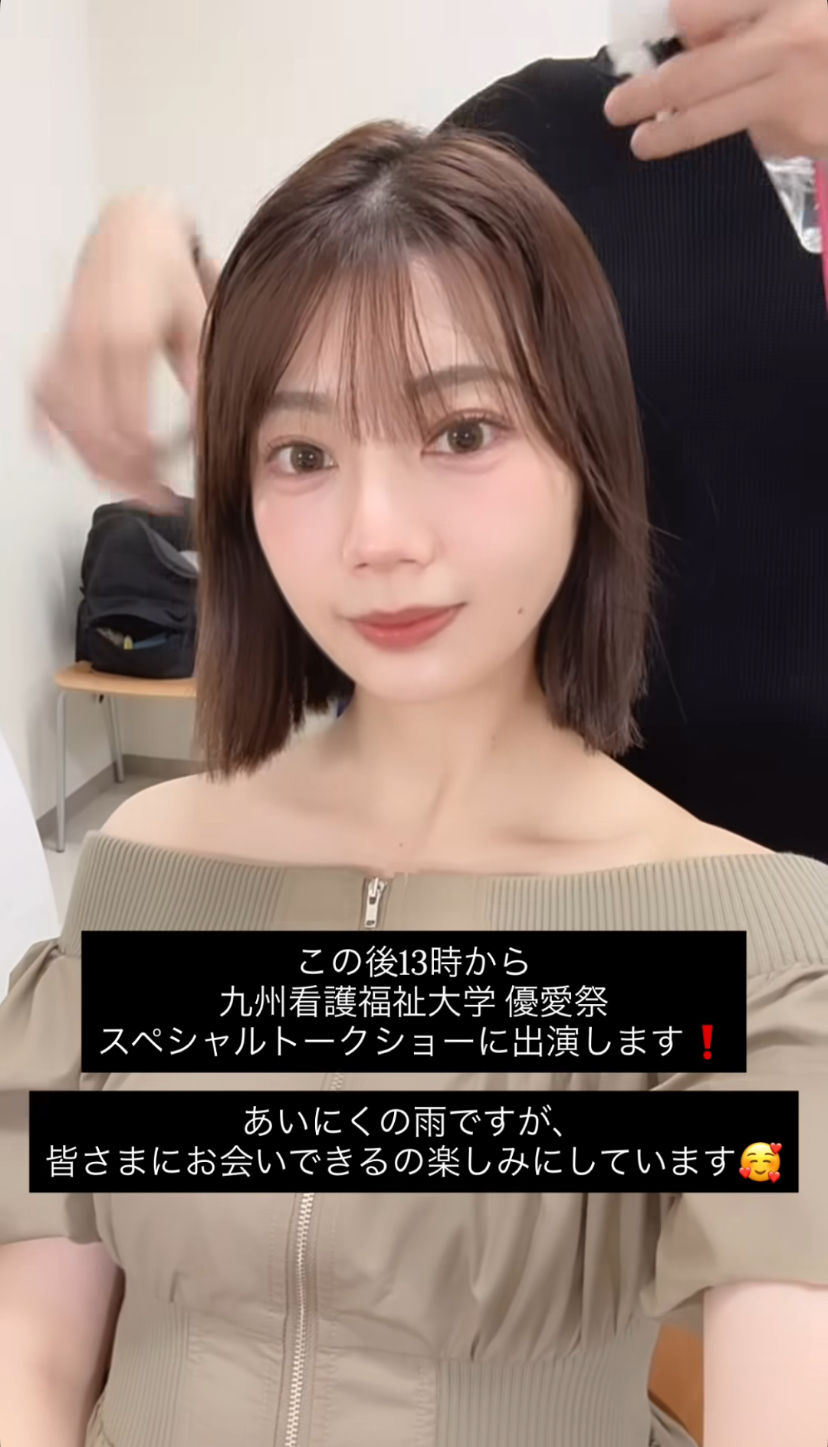 この後13時から
九州看護福祉大学 優愛祭
スペシャルトークショーに出演します❗
あいにくの雨ですが、
皆さまにお会いできるの楽しみにしています🥰